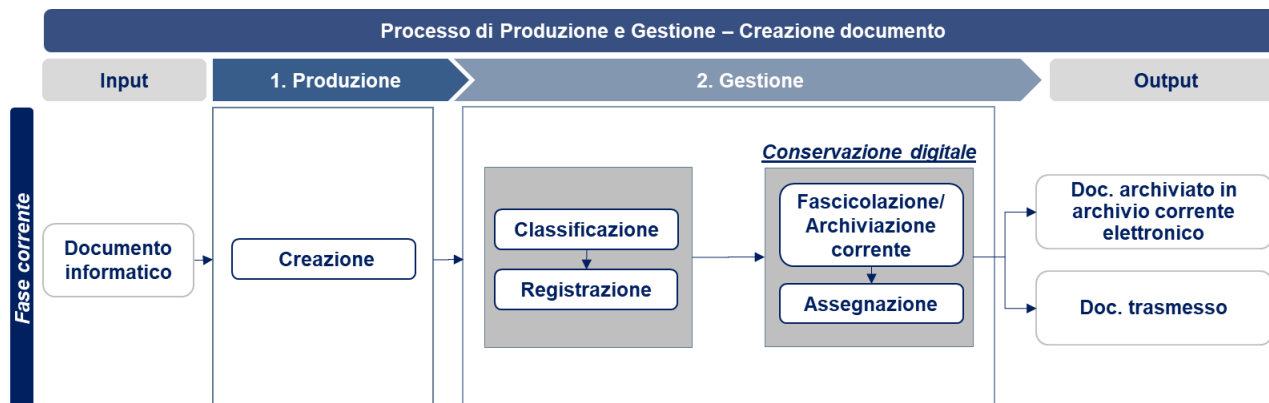 Processo di Produzione e Gestione – Creazione documento
Input
1. Produzione
2. Gestione
Output
Fase corrente
Documento
informatico
Creazione
Classificazione
Registrazione
Conservazione digitale
Fascicolazione/
Archiviazione
corrente
Assegnazione
Doc. archiviato in
archivio corrente
elettronico
Doc. trasmesso